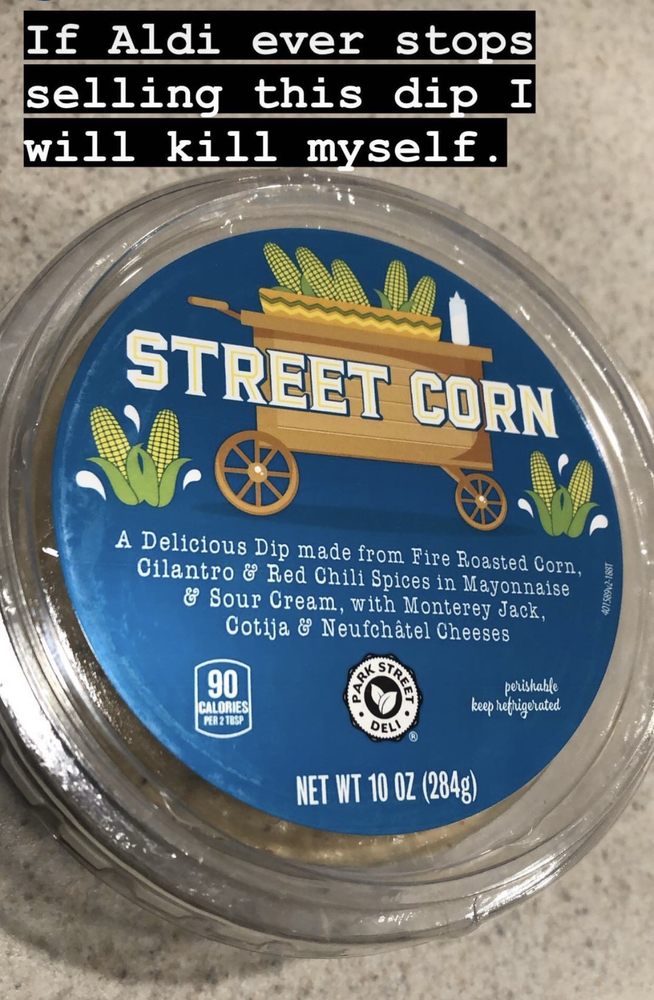 If Aldi ever stops
selling this dip I
will kill myself.
STREET CORN
A Delicious Dip made from Fire Roasted Corn,
Cilantro & Red Chili Spices in Mayonnaise
& Sour Cream, with Monterey Jack,
Cotija & Neufchâtel Cheeses
90
CALORIES
PER 2 TBSP
PARK STREET
DELI
®
perishable
keep refrigerated
NET WT 10 OZ (284g)